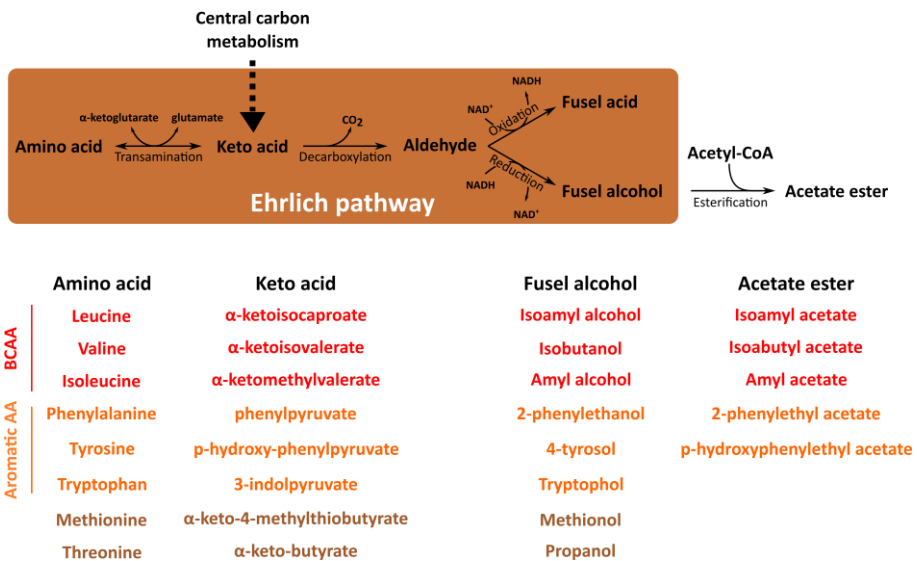 Central carbon
metabolism
NADH
α-ketoglutarate glutamate CO2 NAD+ Oxidation Fusel acid
Amino acid Transamination Keto acid Decarboxylation Aldehyde
Reductiion NADH NAD+ Fusel alcohol
Acetyl-CoA
Esterification Acetate ester
Ehrlich pathway
Amino acid Keto acid Fusel alcohol Acetate ester
BCAA
Leucine α-ketoisocaproate Isoamyl alcohol Isoamyl acetate
Valine α-ketoisovalerate Isobutanol Isoabutyl acetate
Isoleucine α-ketomethylvalerate Amyl alcohol Amyl acetate
Aromatic AA
Phenylalanine phenylpyruvate 2-phenylethanol 2-phenylethyl acetate
Tyrosine p-hydroxy-phenylpyruvate 4-tyrosol p-hydroxyphenylethyl acetate
Tryptophan 3-indolpyruvate Tryptophol
Methionine α-keto-4-methylthiobutyrate Methionol
Threonine α-keto-butyrate Propanol